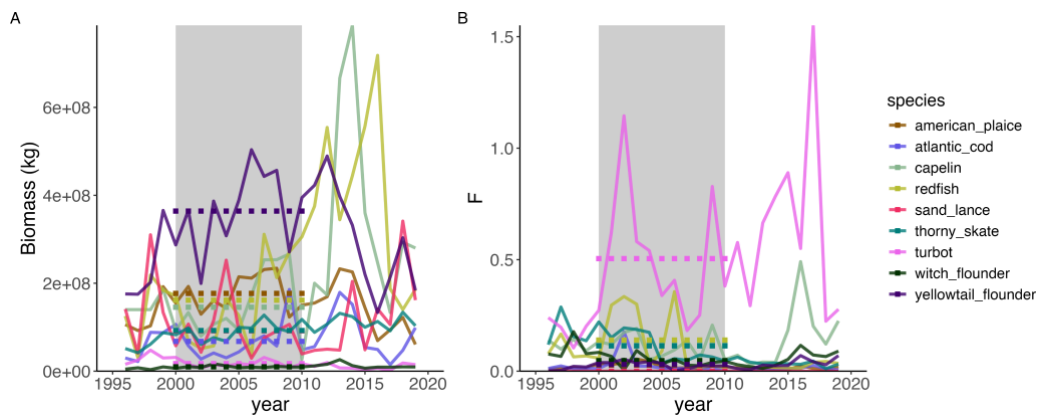 A
Biomass (kg)
6e+08
4e+08
2e+08
0e+00
1995 2000 2005 2010 2015 2020
year
B
F
1.5
1.0
0.5
0.0
1995 2000 2005 2010 2015 2020
year
species
american_plaice
atlantic_cod
capelin
redfish
sand_lance
thorny_skate
turbot
witch_flounder
yellowtail_flounder